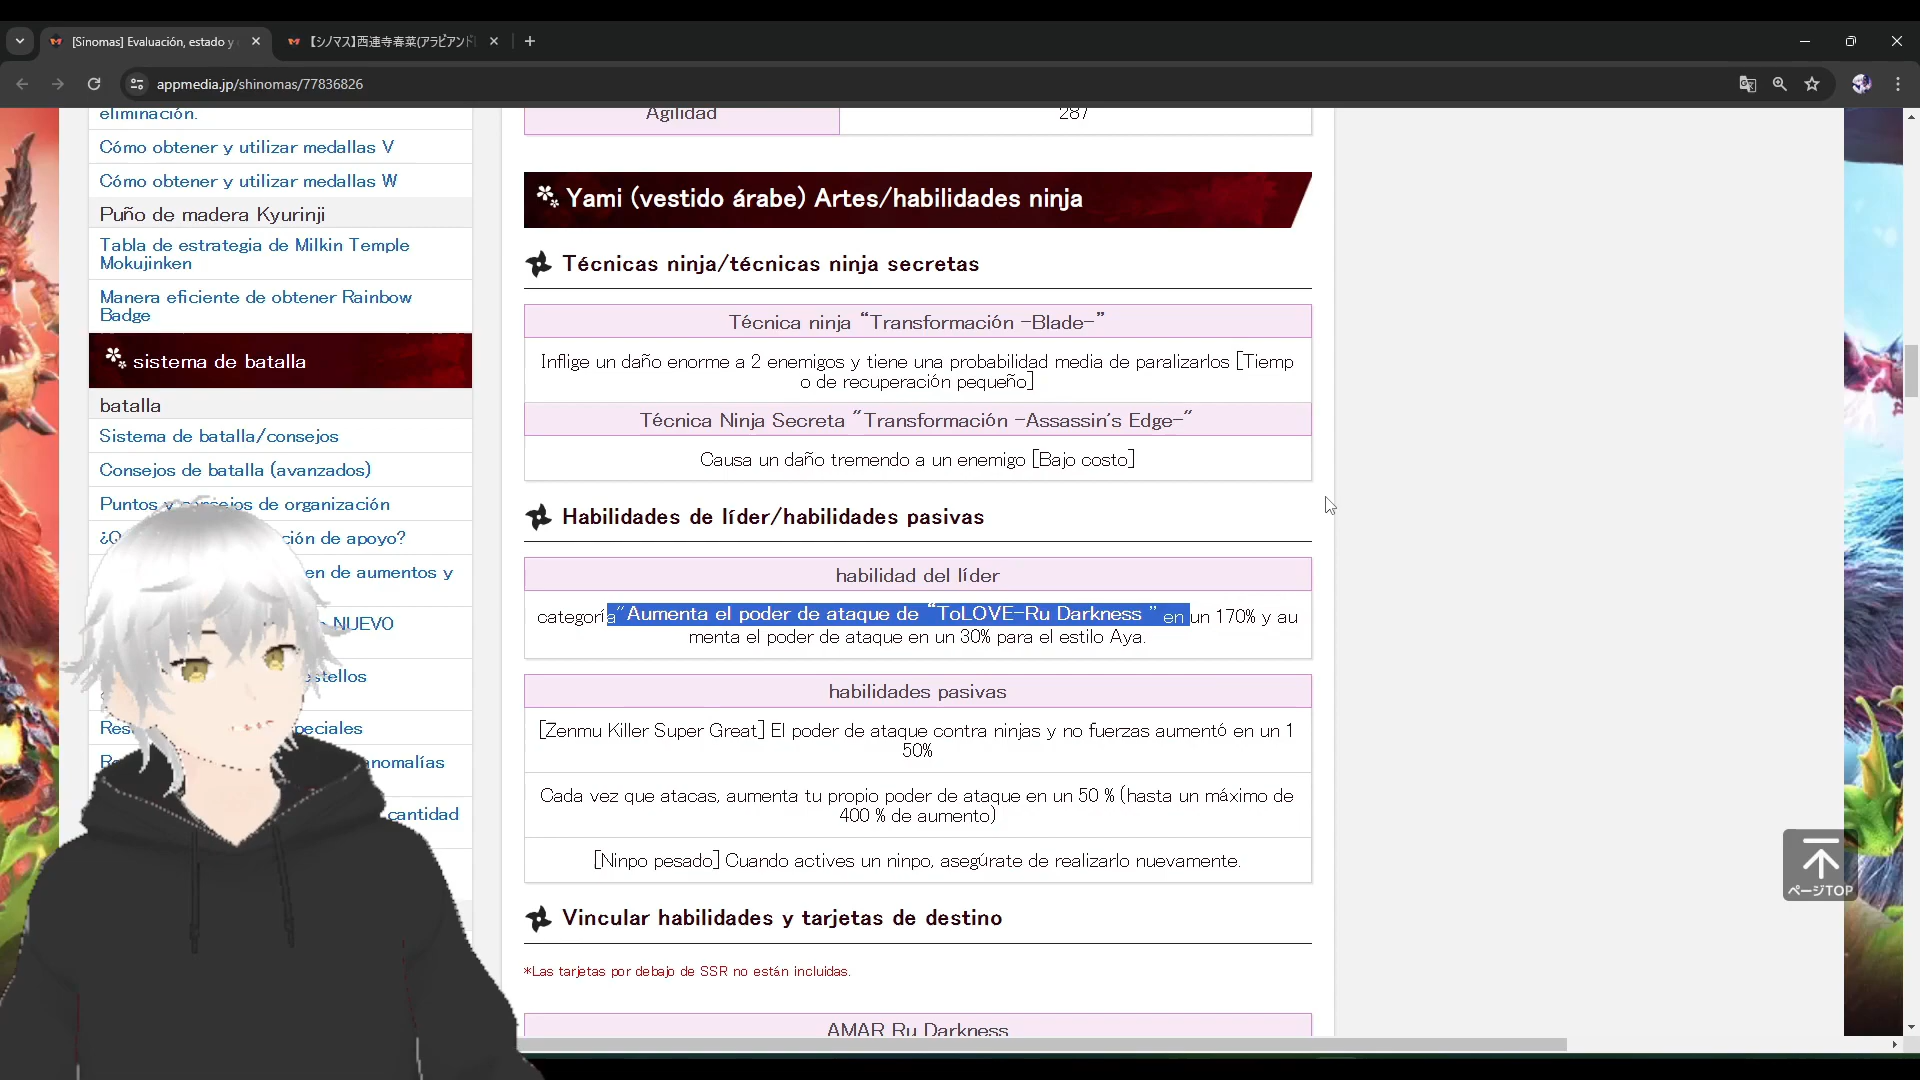 [Sinomas] Evaluación, estado y
【シノマス】西連寺春菜(アラビアンド
appmedia.jp/shinomas/77836826
eliminación.
Cómo obtener y utilizar medallas V
Cómo obtener y utilizar medallas W
Puño de madera Kyurinji
Tabla de estrategia de Milkin Temple
Mokujinken
Manera eficiente de obtener Rainbow
Badge
sistema de batalla
batalla
Sistema de batalla/consejos
Consejos de batalla (avanzados)
Puntos y consejos de organización
¿Q ción de apoyo?
en de aumentos y
NUEVO
stellos
Res peciales
anomalías
cantidad
Agilidad
287
Yami (vestido árabe) Artes/habilidades ninja
Técnicas ninja/técnicas ninja secretas
Técnica ninja “Transformación -Blade-”
Inflige un daño enorme a 2 enemigos y tiene una probabilidad media de paralizarlos [Tiemp
o de recuperación pequeño]
Técnica Ninja Secreta "Transformación -Assassin's Edge-"
Causa un daño tremendo a un enemigo [Bajo costo]
Habilidades de líder/habilidades pasivas
habilidad del líder
categoría"Aumenta el poder de ataque de “ToLOVE-Ru Darkness ” en un 170% y au
menta el poder de ataque en un 30% para el estilo Aya.
habilidades pasivas
[Zenmu Killer Super Great] El poder de ataque contra ninjas y no fuerzas aumentó en un 1
50%
Cada vez que atacas, aumenta tu propio poder de ataque en un 50 % (hasta un máximo de
400 % de aumento)
[Ninpo pesado] Cuando actives un ninpo, asegúrate de realizarlo nuevamente.
Vincular habilidades y tarjetas de destino
*Las tarjetas por debajo de SSR no están incluidas.
AMAR Ru Darkness
ページTOP